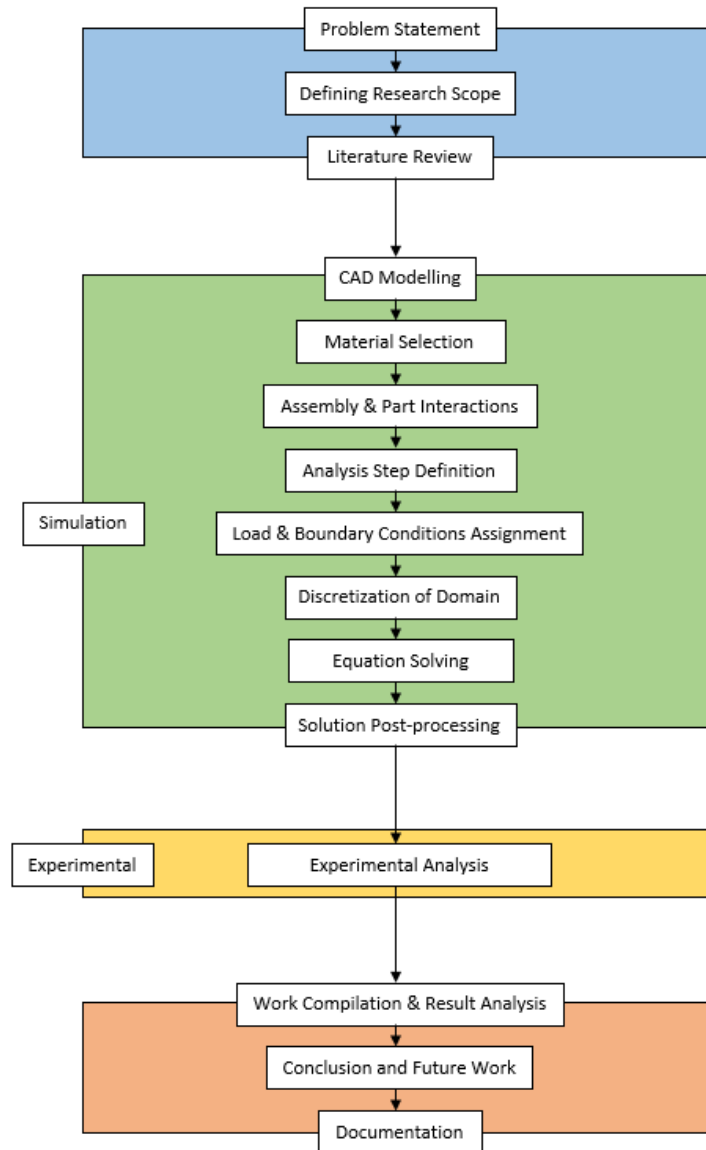 Problem Statement
Defining Research Scope
Literature Review
CAD Modelling
Material Selection
Assembly & Part Interactions
Analysis Step Definition
Simulation
Load & Boundary Conditions Assignment
Discretization of Domain
Equation Solving
Solution Post-processing
Experimental
Experimental Analysis
Work Compilation & Result Analysis
Conclusion and Future Work
Documentation